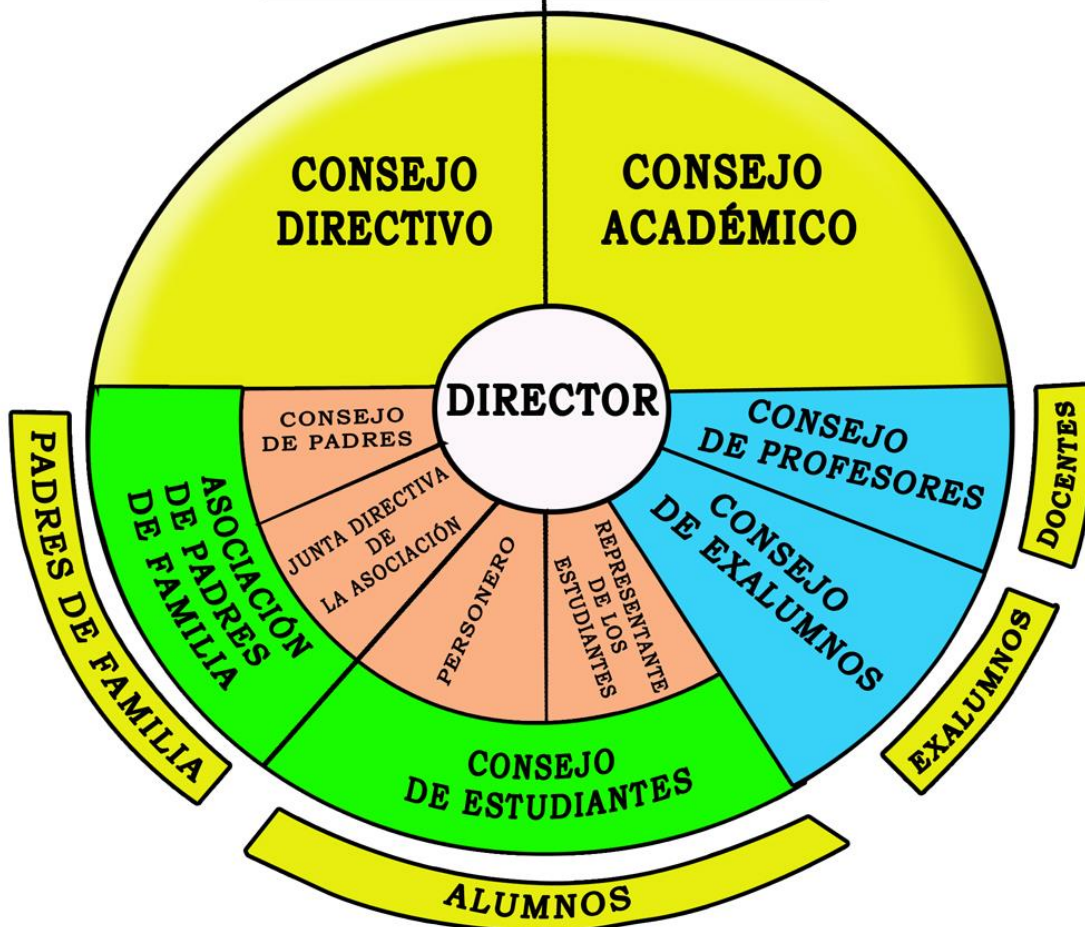 CONSEJO
DIRECTIVO
CONSEJO
ACADÉMICO
DIRECTOR
CONSEJO
DE PADRES
JUNTA DIRECTIVA
DE
LA ASOCIACIÓN
PERSONERO
REPRESENTANTE
DE LOS
ESTUDIANTES
CONSEJO
DE PROFESORES
CONSEJO
DE EXALUMNOS
ASOCIACIÓN
DE PADRES
DE FAMILIA
CONSEJO
DE ESTUDIANTES
PADRES DE FAMILIA
ALUMNOS
EXALUMNOS
DOCENTES